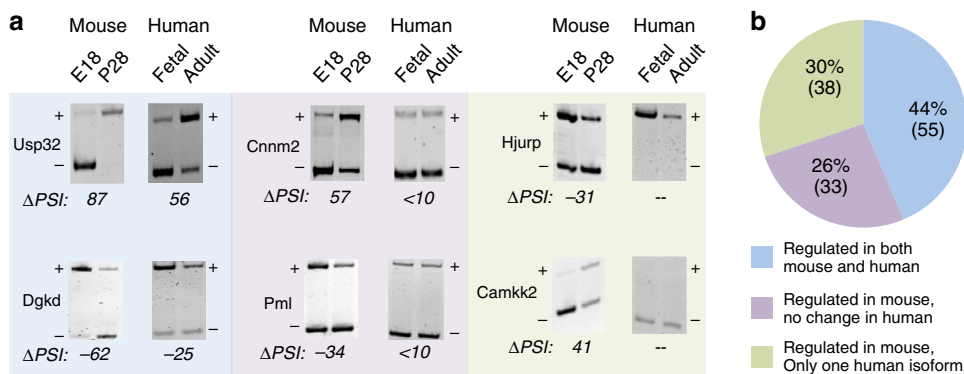 a
Mouse Human
E18 P28 Fetal Adult
Usp32
+ +
– –
ΔPSI: 87 56
Dgkd
+ +
– –
ΔPSI: –62 –25
Mouse Human
E18 P28 Fetal Adult
Cnnm2
+ +
– –
ΔPSI: 57 <10
Pml
+ +
– –
ΔPSI: –34 <10
Mouse Human
E18 P28 Fetal Adult
Hjurp
+ +
– –
ΔPSI: –31 --
Camkk2
+ +
– –
ΔPSI: 41 --
b
30%
(38)
44%
(55)
26%
(33)
Regulated in both
mouse and human
Regulated in mouse,
no change in human
Regulated in mouse,
Only one human isoform